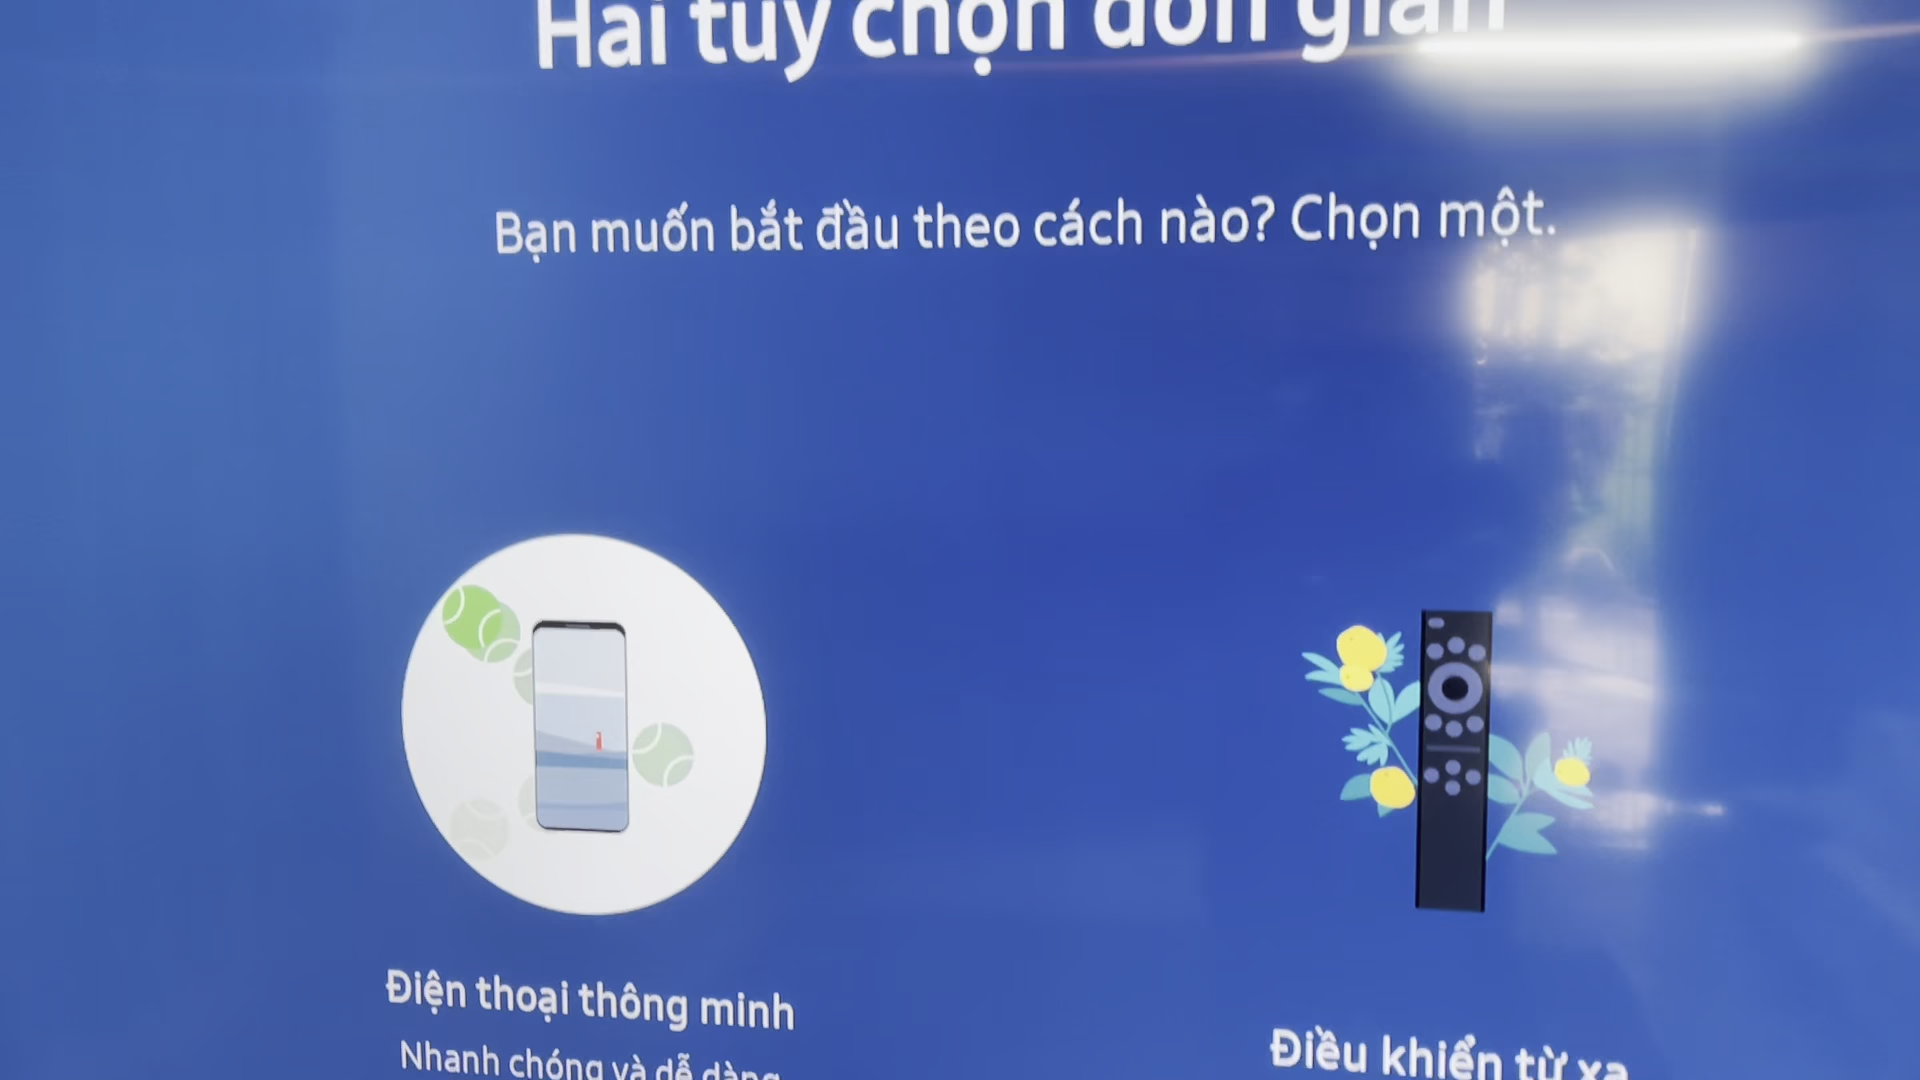 Hai tùy chọn đơn giản
Bạn muốn bắt đầu theo cách nào? Chọn một.
Điện thoại thông minh
Nhanh chóng và dễ dàng
Điều khiển từ xa